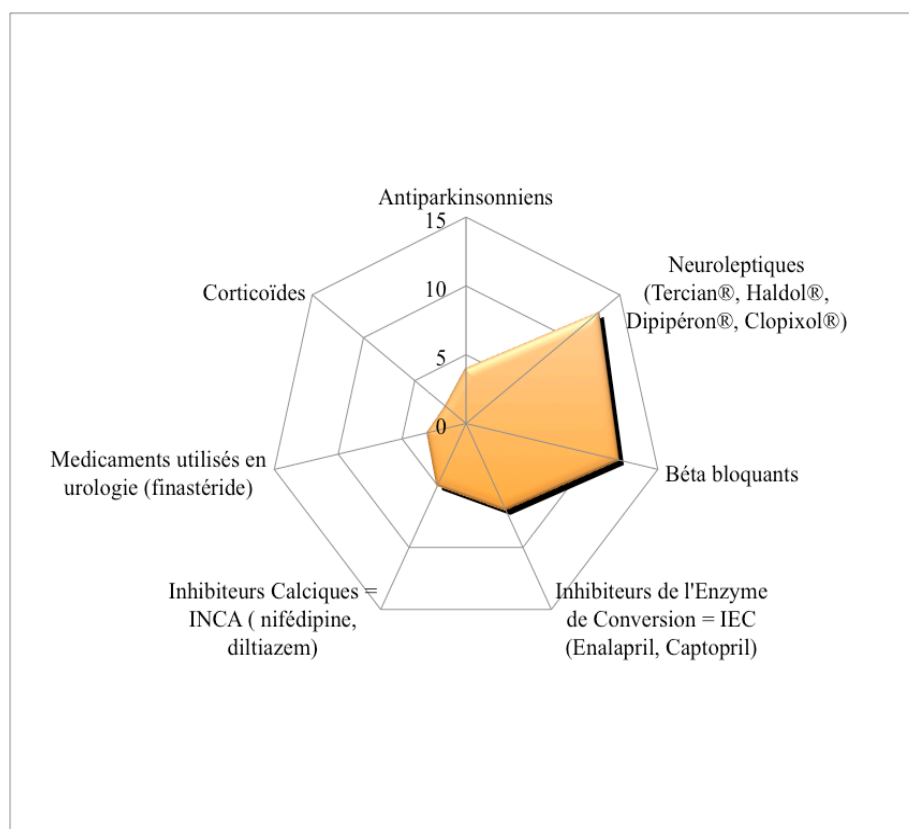 Antiparkinsonniens
15
10
5
0
Neuroleptiques
(Tercian®, Haldol®,
Dipipéron®, Clopixol®)
Béta bloquants
Inhibiteurs de l'Enzyme
de Conversion = IEC
(Enalapril, Captopril)
Inhibiteurs Calciques =
INCA ( nifédipine,
diltiazem)
Medicaments utilisés en
urologie (finastéride)
Corticoïdes